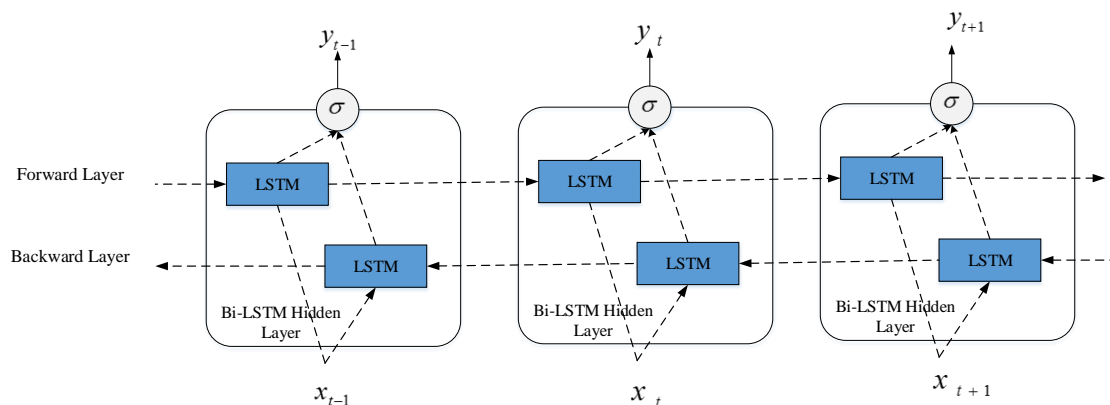 y_{t-1}
y_t
y_{t+1}
σ
σ
σ
Forward Layer
LSTM
LSTM
LSTM
Backward Layer
LSTM
LSTM
LSTM
Bi-LSTM Hidden
Layer
Bi-LSTM Hidden
Layer
Bi-LSTM Hidden
Layer
x_{t-1}
x_t
x_{t+1}